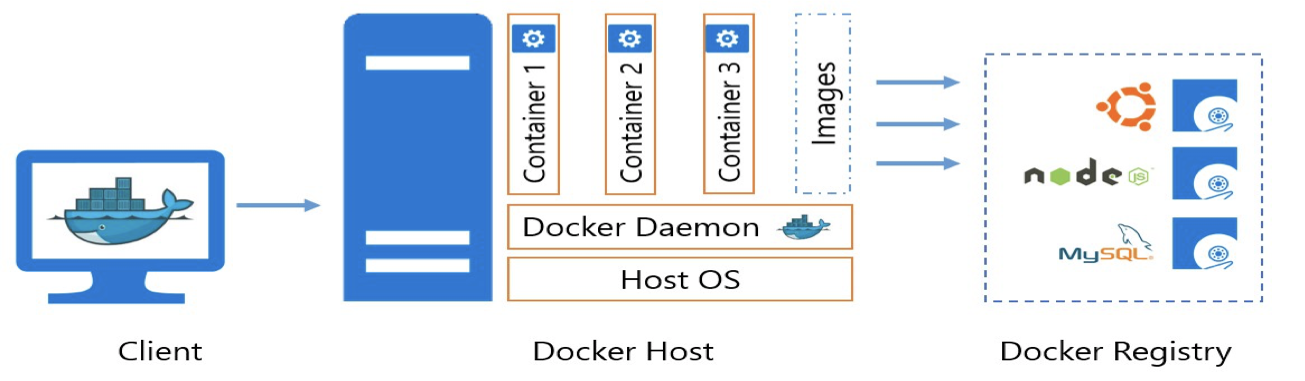 Container 1
Container 2
Container 3
Images
Docker Daemon
Host OS
node
JS
MySQL
Client
Docker Host
Docker Registry